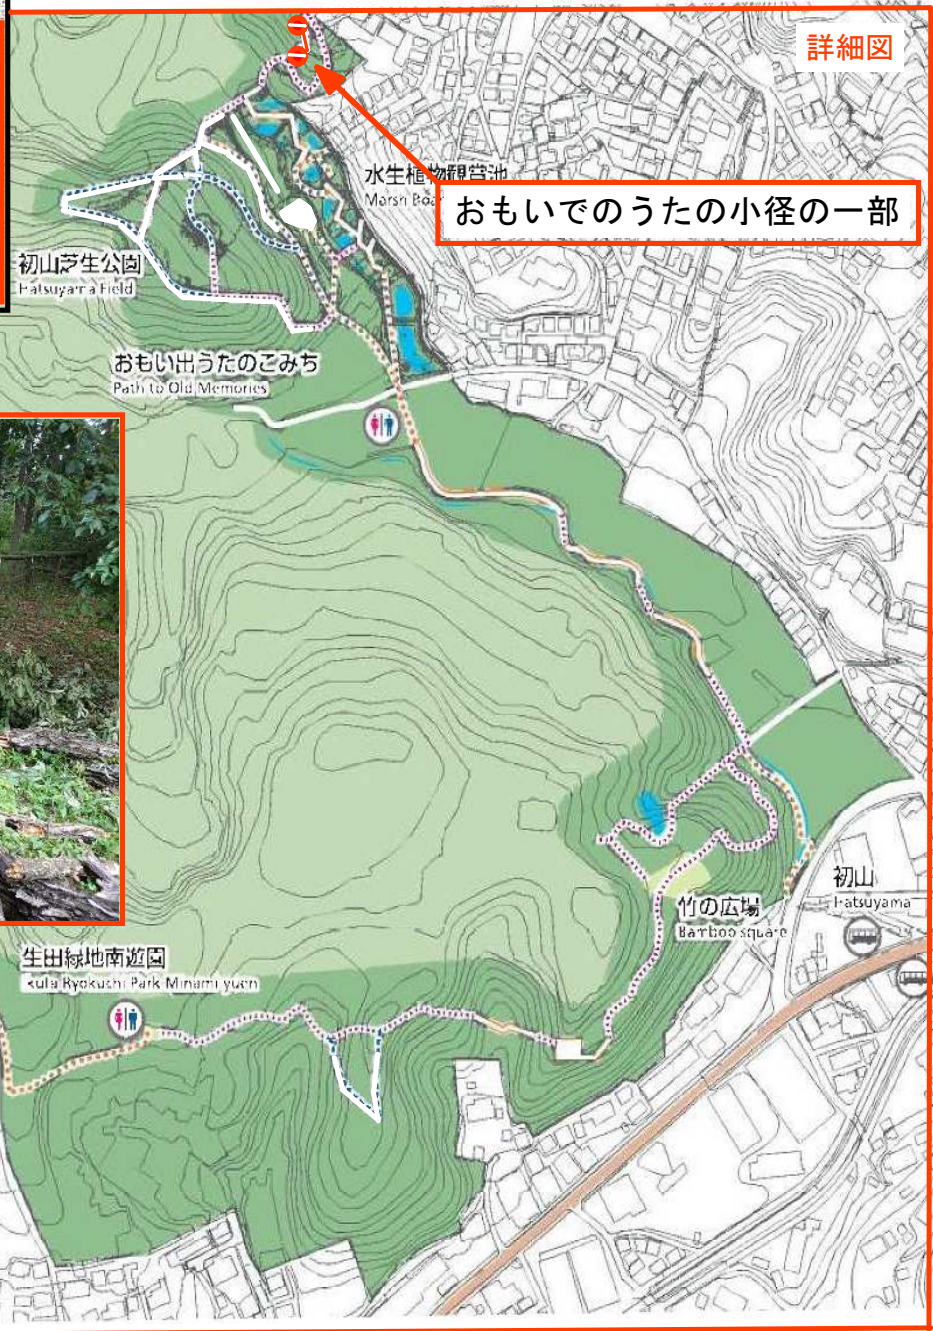 詳細図
水生植物観賞池
Marsh
おもいでのうたの小径の一部
初山芝生公園
Hatsuyama Field
おもい出うたのこみち
Path to Old Memories
竹の広場
Bamboo square
初山
Hatsuyama
生田緑地南遊園
Ryokuchi Park Minami yuen